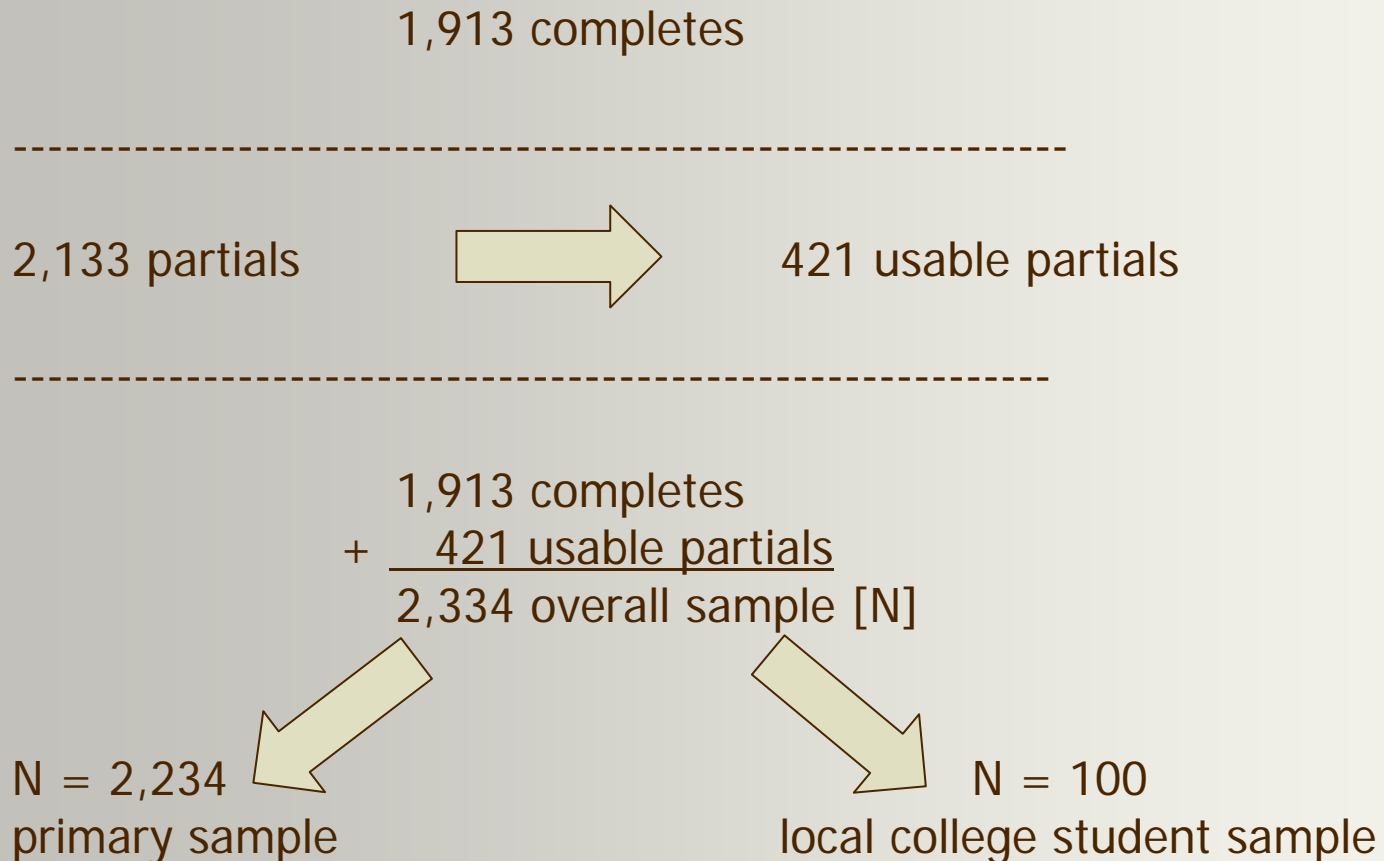 1,913 completes
--------------------------------------------------------------
2,133 partials 421 usable partials
-------------------------------------------------------------
1,913 completes
+ 421 usable partials
2,334 overall sample [N]
N = 2,234 N = 100
primary sample local college student sample